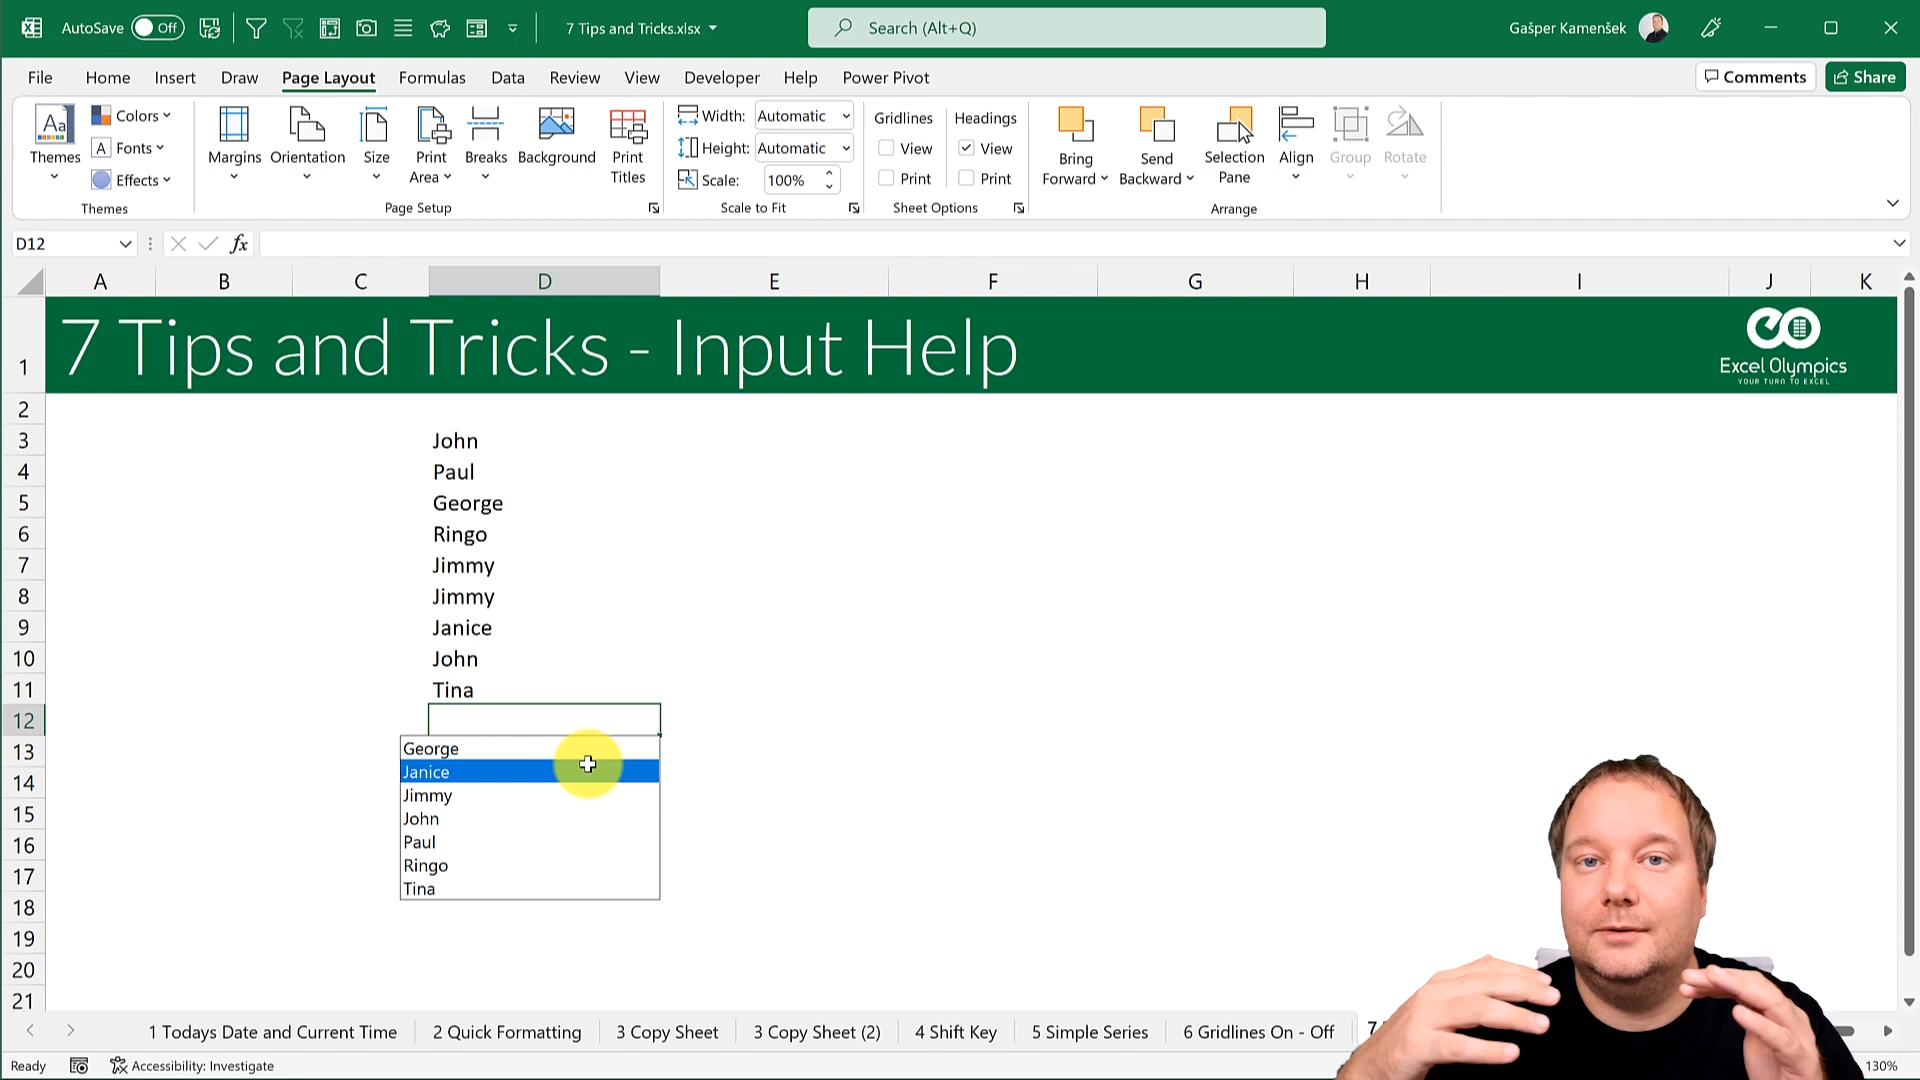 AutoSave Off 7 Tips and Tricks.xlsx Search (Alt+Q) Gašper Kamenšek
File Home Insert Draw Page Layout Formulas Data Review View Developer Help Power Pivot Comments Share
Aa Colors Width: Automatic Gridlines Headings
A Fonts Height: Automatic View View
Themes Margins Orientation Size Print Area Breaks Background Print Titles Bring Forward Send Backward Selection Pane Align Group Rotate
Effects Scale: 100% Print Print
Themes Page Setup Scale to Fit Sheet Options Arrange
D12 fx
A B C D E F G H I J K
1 7 Tips and Tricks - Input Help
Excel Olympics
YOUR TURN TO EXCEL
2
3 John
4 Paul
5 George
6 Ringo
7 Jimmy
8 Jimmy
9 Janice
10 John
11 Tina
12
13 George
Janice
14 Jimmy
15 John
16 Paul
Ringo
17 Tina
18
19
20
21
1 Todays Date and Current Time 2 Quick Formatting 3 Copy Sheet 3 Copy Sheet (2) 4 Shift Key 5 Simple Series 6 Gridlines On - Off 7
Ready Accessibility: Investigate 130%